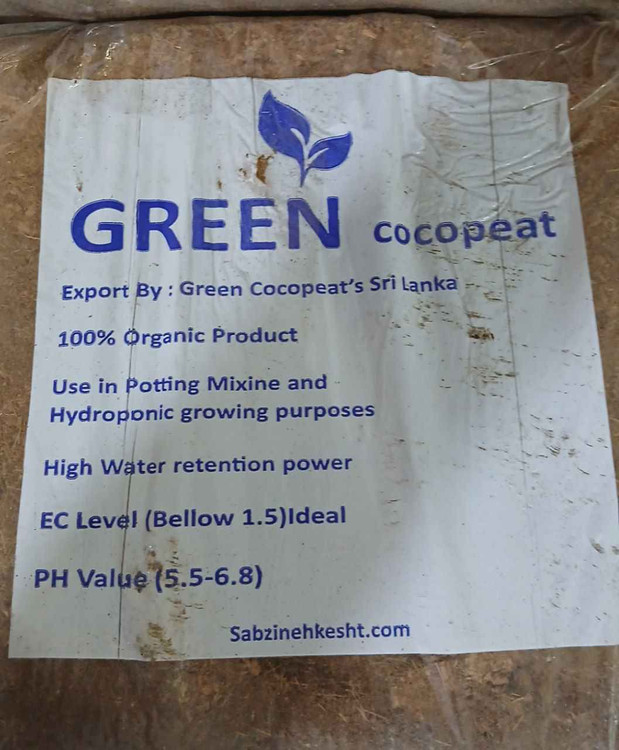 GREEN cocopeat
Export By : Green Cocopeat's Sri Lanka
100% Organic Product
Use in Potting Mixine and
Hydroponic growing purposes
High Water retention power
EC Level (Bellow 1.5)Ideal
PH Value (5.5-6.8)
Sabzinehkesht.com